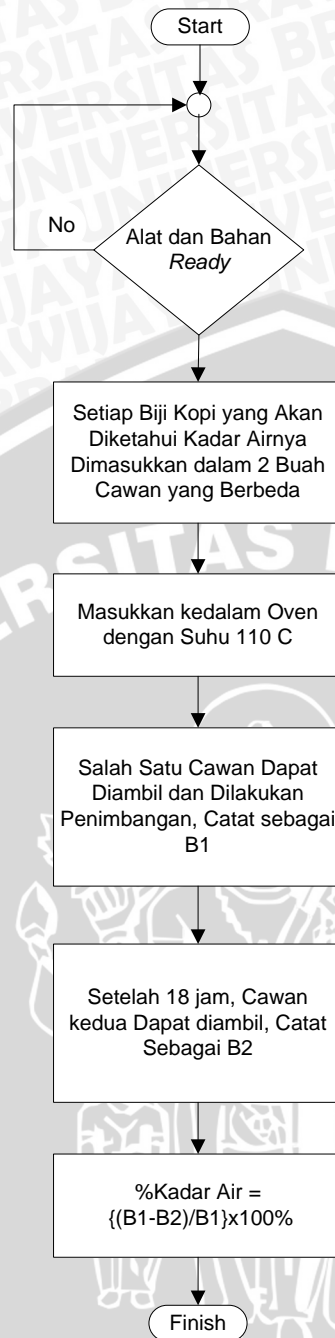 Start
No
Alat dan Bahan
Ready
Setiap Biji Kopi yang Akan
Diketahui Kadar Airnya
Dimasukkan dalam 2 Buah
Cawan yang Berbeda
Masukkan kedalam Oven
dengan Suhu 110 C
Salah Satu Cawan Dapat
Diambil dan Dilakukan
Penimbangan, Catat sebagai
B1
Setelah 18 jam, Cawan
kedua Dapat diambil, Catat
Sebagai B2
%Kadar Air =
{(B1-B2)/B1}x100%
Finish